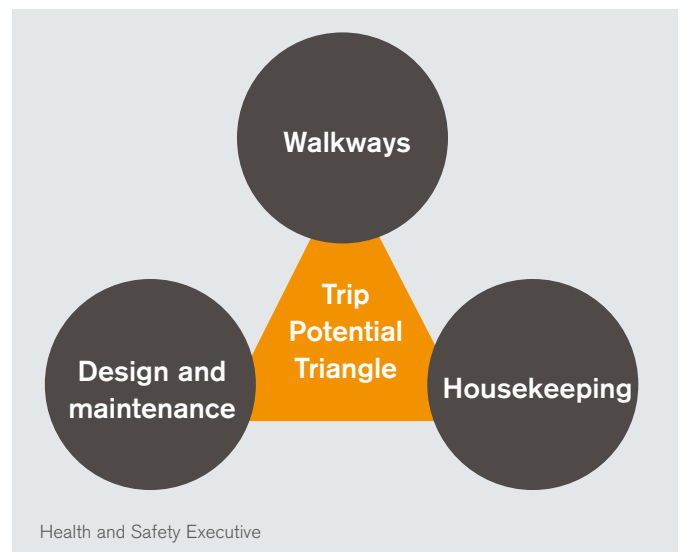 Walkways
Trip
Potential
Triangle
Design and
maintenance
Housekeeping
Health and Safety Executive